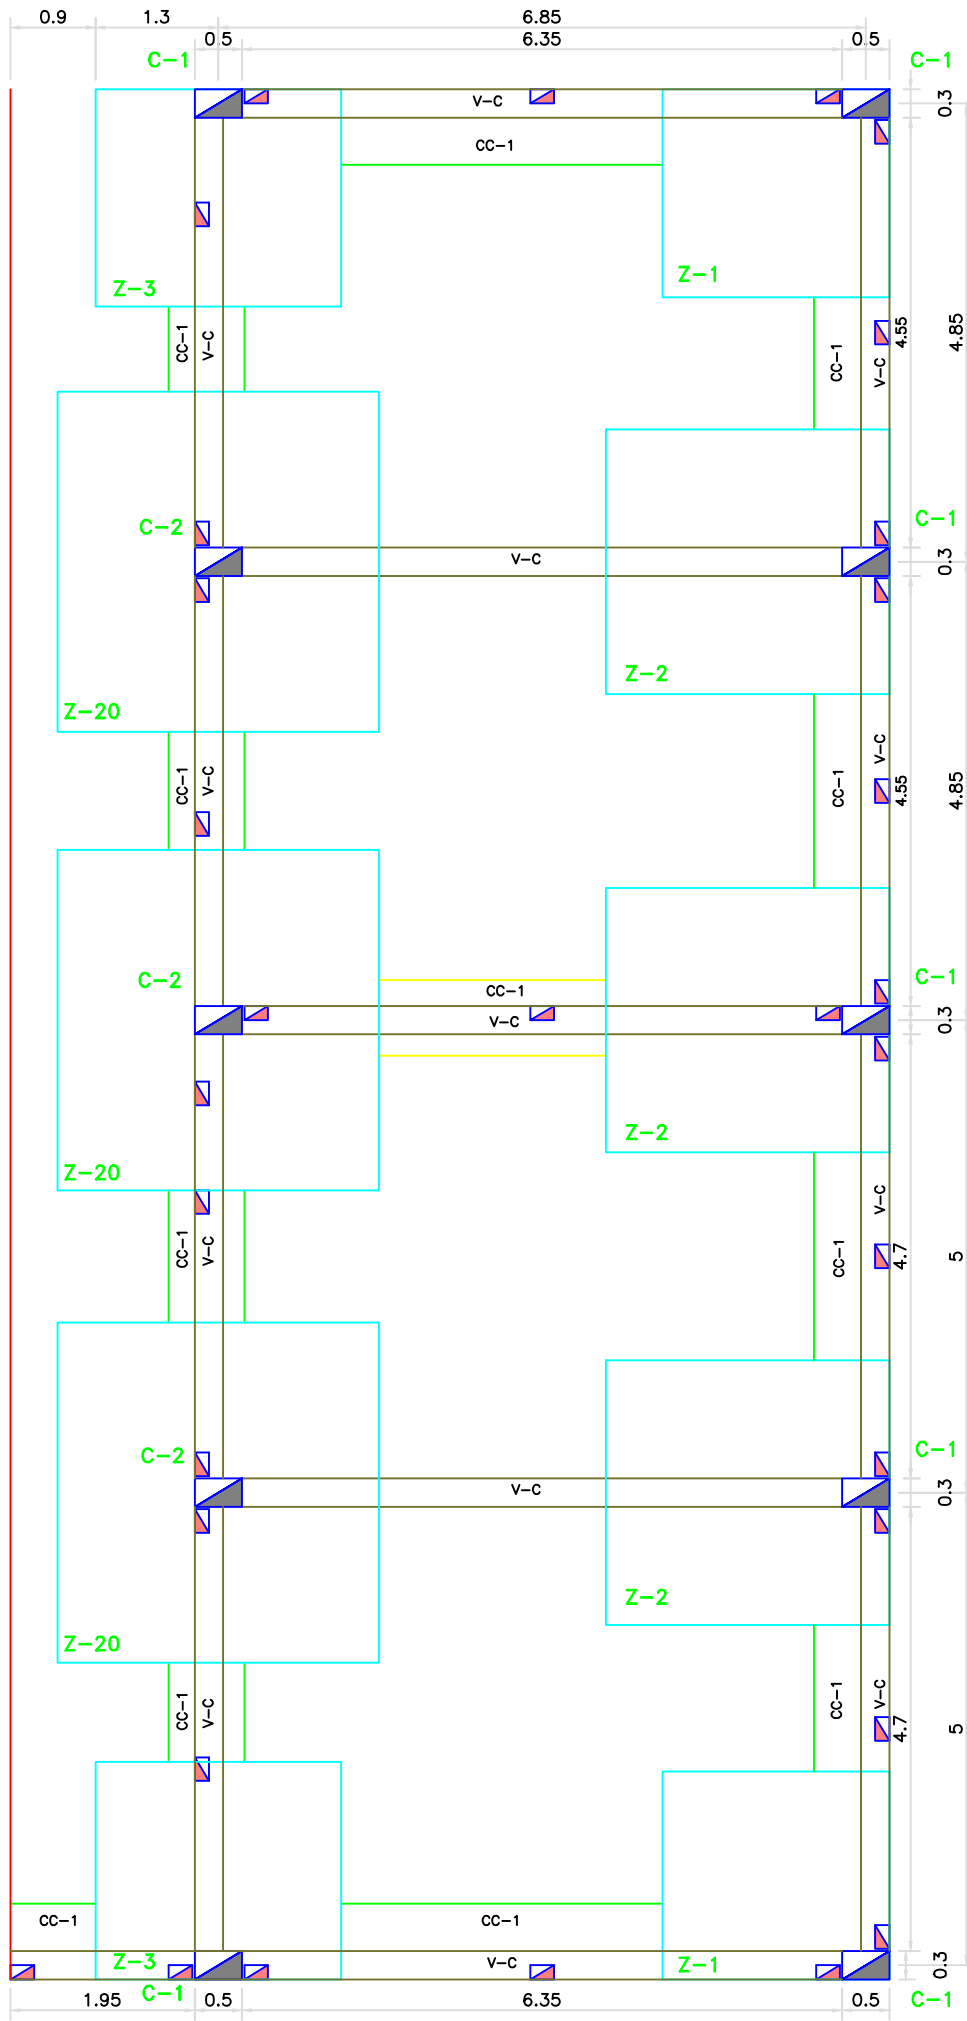 0.9 1.3 6.85
0.5 6.35 0.5
C-1 C-1
V-C
0.3
CC-1
Z-3 Z-1
CC-1 V-C CC-1 V-C 4.55 4.85
C-2 C-1
V-C 0.3
Z-2
Z-20
CC-1 V-C CC-1 V-C 4.55 4.85
C-2 C-1
CC-1
V-C 0.3
Z-2
Z-20
CC-1 V-C CC-1 V-C 4.7 5
C-2 C-1
V-C 0.3
Z-2
Z-20
CC-1 V-C CC-1 V-C 4.7 5
CC-1 CC-1
Z-3 V-C Z-1 0.3
C-1 C-1
1.95 0.5 6.35 0.5